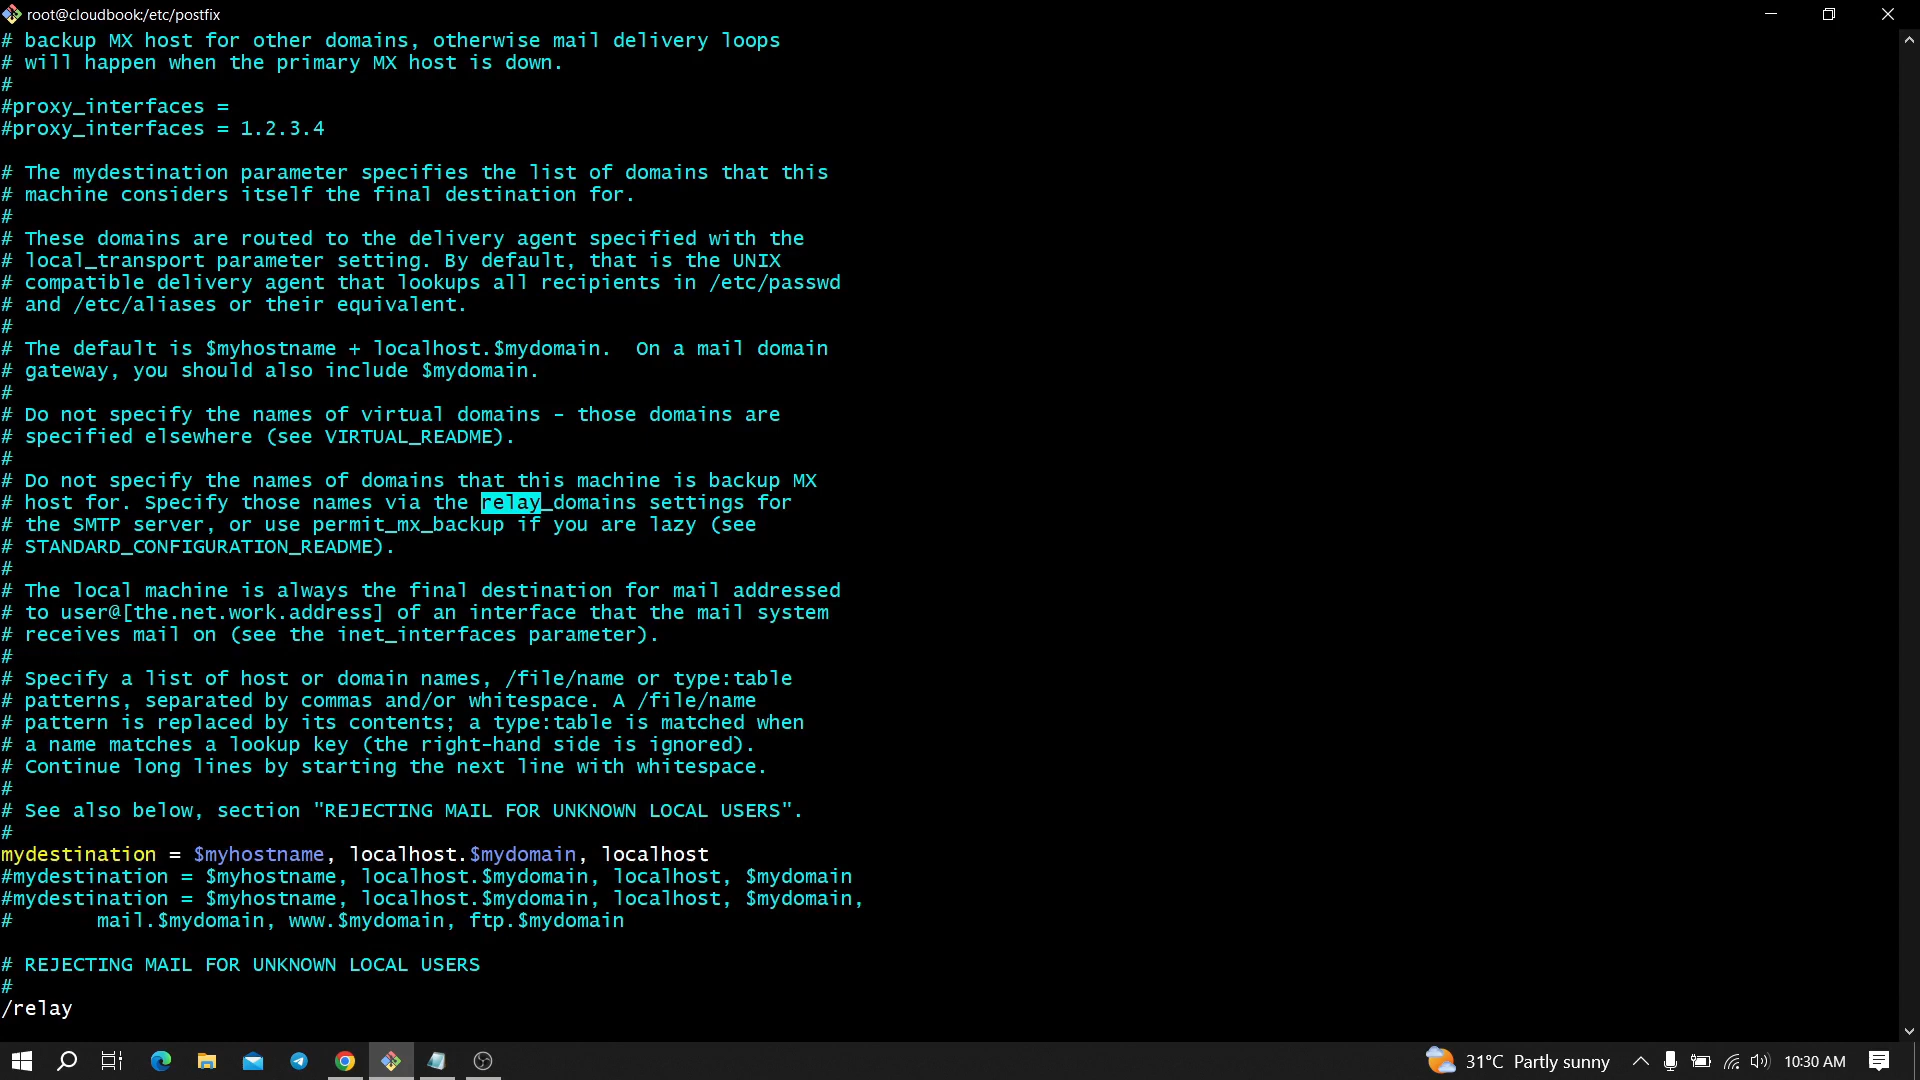 root@cloudbook:/etc/postfix
# backup MX host for other domains, otherwise mail delivery loops
# will happen when the primary MX host is down.
#
#proxy_interfaces =
#proxy_interfaces = 1.2.3.4
# The mydestination parameter specifies the list of domains that this
# machine considers itself the final destination for.
#
# These domains are routed to the delivery agent specified with the
# local_transport parameter setting. By default, that is the UNIX
# compatible delivery agent that lookups all recipients in /etc/passwd
# and /etc/aliases or their equivalent.
#
# The default is $myhostname + localhost.$mydomain.  On a mail domain
# gateway, you should also include $mydomain.
#
# Do not specify the names of virtual domains - those domains are
# specified elsewhere (see VIRTUAL_README).
#
# Do not specify the names of domains that this machine is backup MX
# host for. Specify those names via the relay_domains settings for
# the SMTP server, or use permit_mx_backup if you are lazy (see
# STANDARD_CONFIGURATION_README).
#
# The local machine is always the final destination for mail addressed
# to user@[the.net.work.address] of an interface that the mail system
# receives mail on (see the inet_interfaces parameter).
#
# Specify a list of host or domain names, /file/name or type:table
# patterns, separated by commas and/or whitespace. A /file/name
# pattern is replaced by its contents; a type:table is matched when
# a name matches a lookup key (the right-hand side is ignored).
# Continue long lines by starting the next line with whitespace.
#
# See also below, section "REJECTING MAIL FOR UNKNOWN LOCAL USERS".
#
mydestination = $myhostname, localhost.$mydomain, localhost
#mydestination = $myhostname, localhost.$mydomain, localhost, $mydomain
#mydestination = $myhostname, localhost.$mydomain, localhost, $mydomain,
#       mail.$mydomain, www.$mydomain, ftp.$mydomain
# REJECTING MAIL FOR UNKNOWN LOCAL USERS
#
/relay
31°C Partly sunny
10:30 AM